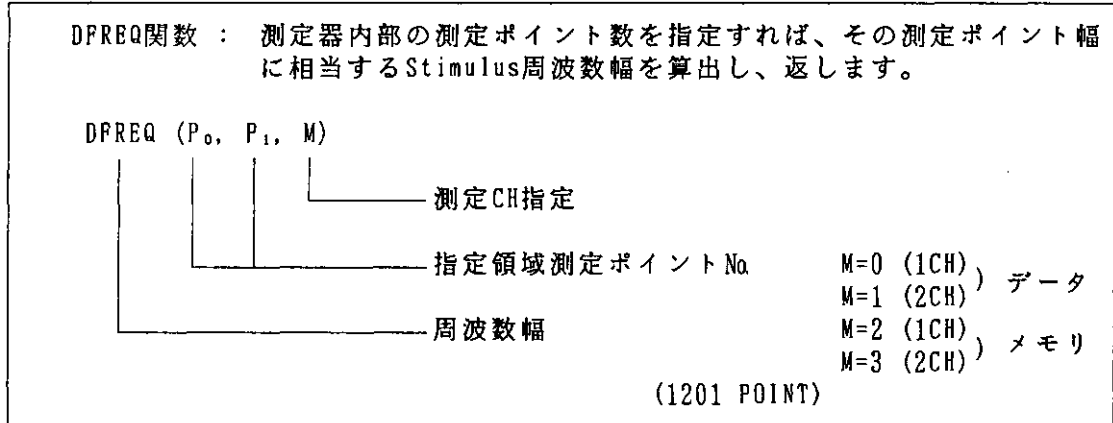 DFREQ関数 : 測定器内部の測定ポイント数を指定すれば、その測定ポイント幅
に相当するStimulus周波数幅を算出し、返します。
DFREQ (P₀, P₁, M)
測定CH指定
指定領域測定ポイント№
周波数幅
M=0 (1CH)
M=1 (2CH)
) データ
M=2 (1CH)
M=3 (2CH)
) メモリ
(1201 POINT)